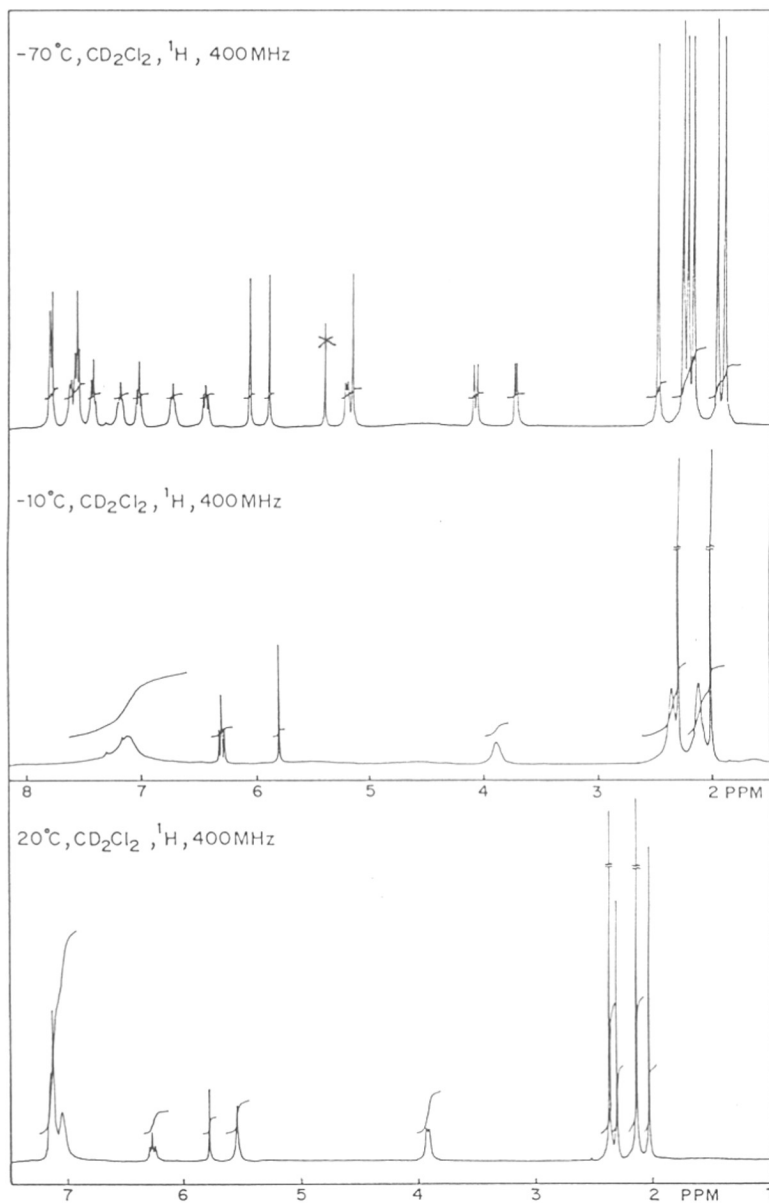 -70°C, CD₂Cl₂, ¹H, 400MHz
-10°C, CD₂Cl₂, ¹H, 400MHz
8 7 6 5 4 3 2 PPM
20°C, CD₂Cl₂, ¹H, 400MHz
7 6 5 4 3 2 PPM 1